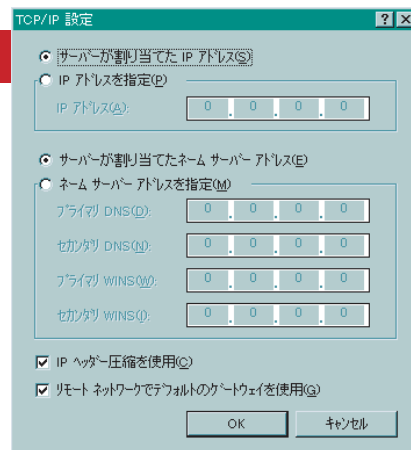 TCP/IP 設定
サーバーが割り当てた IP アドレス(S)
IP アドレスを指定(P)
IP アドレス(A): 0 . 0 . 0 . 0
サーバーが割り当てたネーム サーバー アドレス(E)
ネーム サーバー アドレスを指定(M)
プライマリ DNS(D): 0 . 0 . 0 . 0
セカンダリ DNS(N): 0 . 0 . 0 . 0
プライマリ WINS(W): 0 . 0 . 0 . 0
セカンダリ WINS(I): 0 . 0 . 0 . 0
IP ヘッダー圧縮を使用(C)
リモート ネットワークでデフォルトのゲートウェイを使用(G)
OK キャンセル